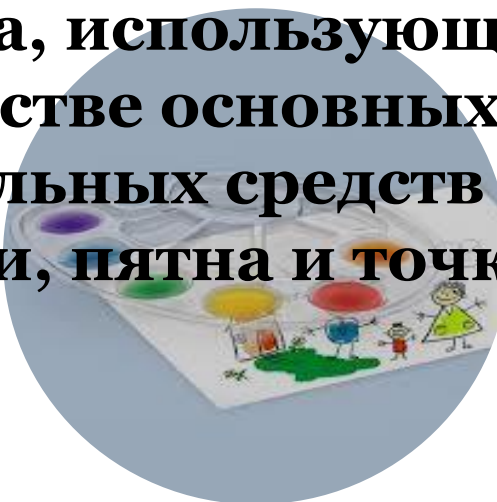 а, использующ
стве основных
льных средств
и, пятна и точк